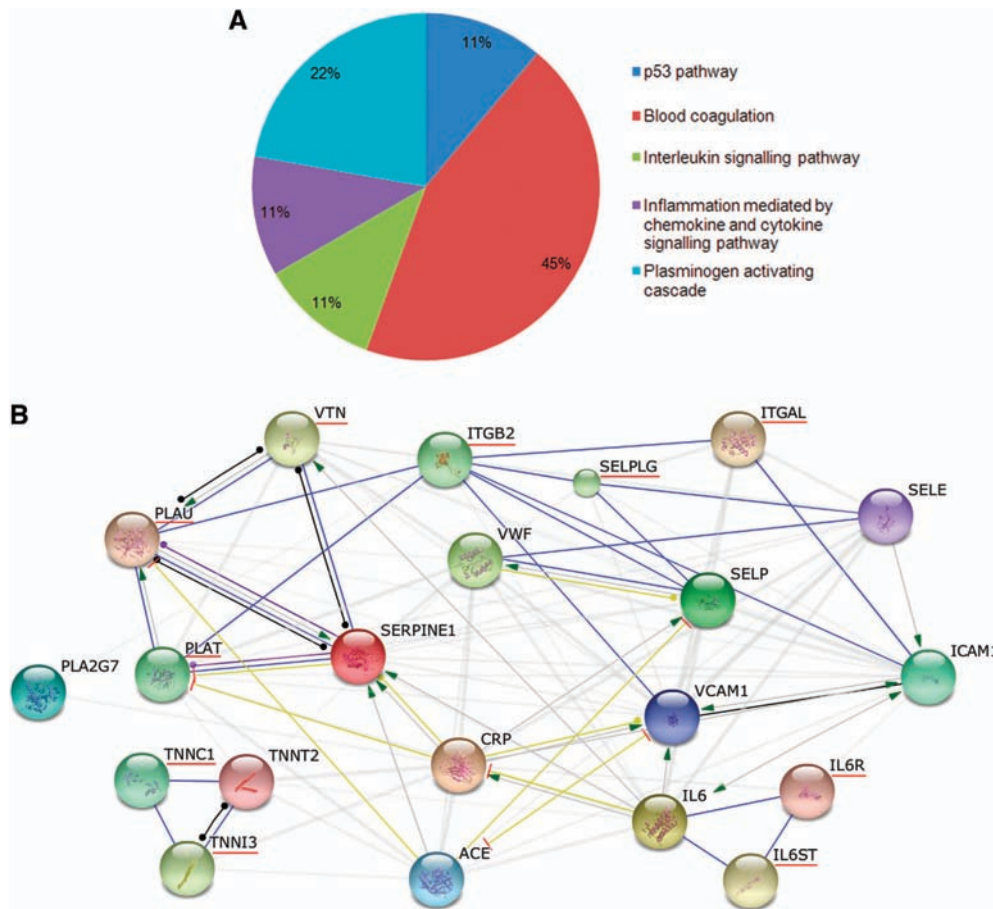 A
11%
22%
11%
11%
45%
p53 pathway
Blood coagulation
Interleukin signalling pathway
Inflammation mediated by
chemokine and cytokine
signalling pathway
Plasminogen activating
cascade
B
VTN
ITGB2
ITGAL
SELPLG
SELE
PLAU
VWF
SELP
SERPINE1
PLAT
PLA2G7
ICAM1
VCAM1
CRP
TNNC1
TNNT2
IL6
IL6R
TNNI3
ACE
IL6ST